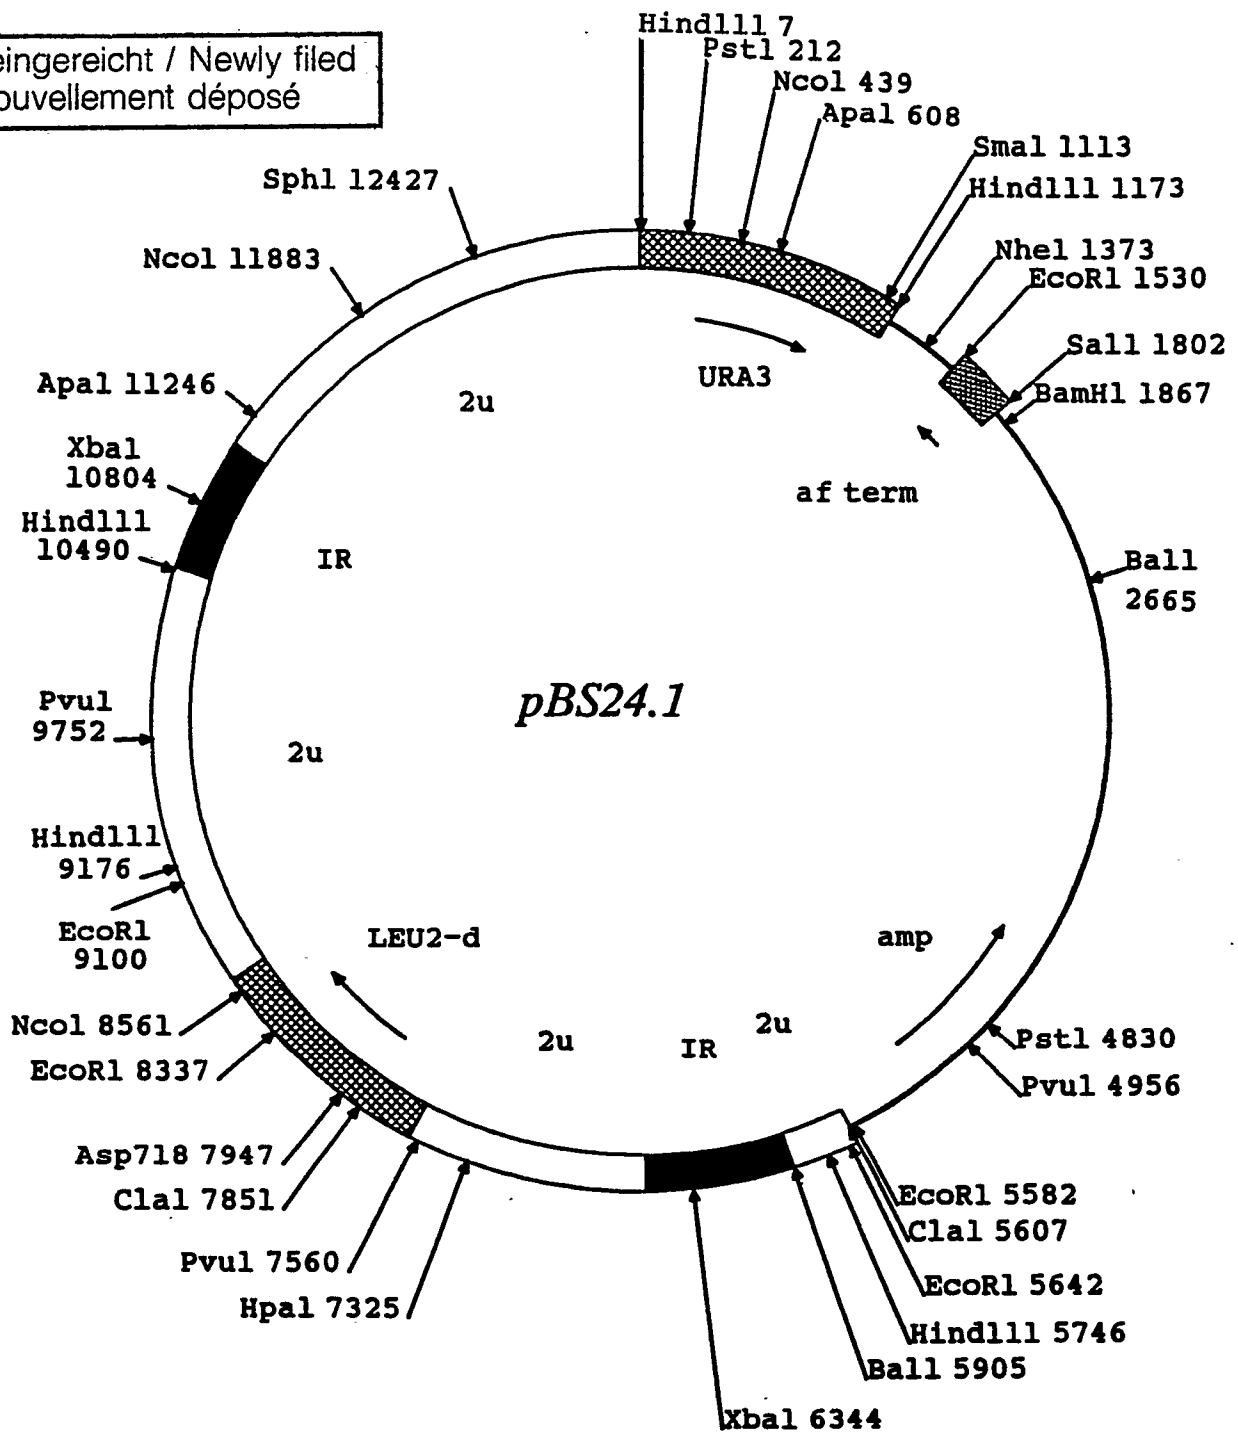 eingereicht / Newly filed
ouvellement déposé
Hindlll 7
Pstl 212
Ncol 439
Apal 608
Smal 1113
Hindlll 1173
Nhel 1373
EcoRl 1530
Sall 1802
BamHl 1867
Ball
2665
Sphl 12427
Ncol 11883
Apal 11246
Xbal
10804
Hindlll
10490
Pvul
9752
Hindlll
9176
EcoRl
9100
Ncol 8561
EcoRl 8337
Asp718 7947
Clal 7851
Pvul 7560
Hpal 7325
URA3
2u
af term
IR
pBS24.1
2u
LEU2-d
amp
2u
IR
2u
Pstl 4830
Pvul 4956
EcoRl 5582
Clal 5607
EcoRl 5642
Hindlll 5746
Ball 5905
Xbal 6344